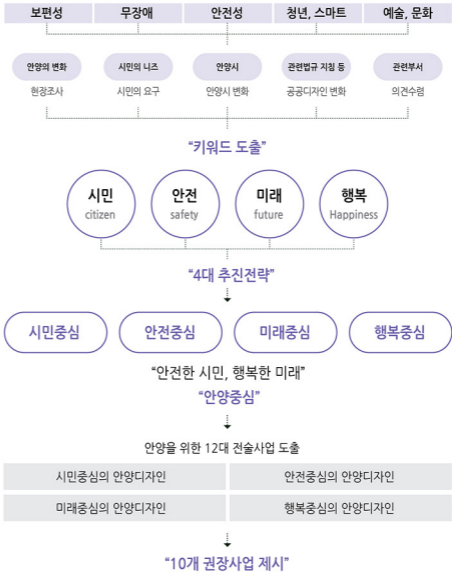 보편성 무장애 안전성 청년, 스마트 예술, 문화
안양의 변화 시민의 니즈 안양시 관련법규 지침 등 관련부서
현장조사 시민의 요구 안양시 변화 공공디자인 변화 의견수렴
“키워드 도출”
시민 안전 미래 행복
citizen safety future Happiness
“4대 추진전략”
시민중심 안전중심 미래중심 행복중심
“안전한 시민, 행복한 미래”
“안양중심”
안양을 위한 12대 전술사업 도출
시민중심의 안양디자인 안전중심의 안양디자인
미래중심의 안양디자인 행복중심의 안양디자인
“10개 권장사업 제시”